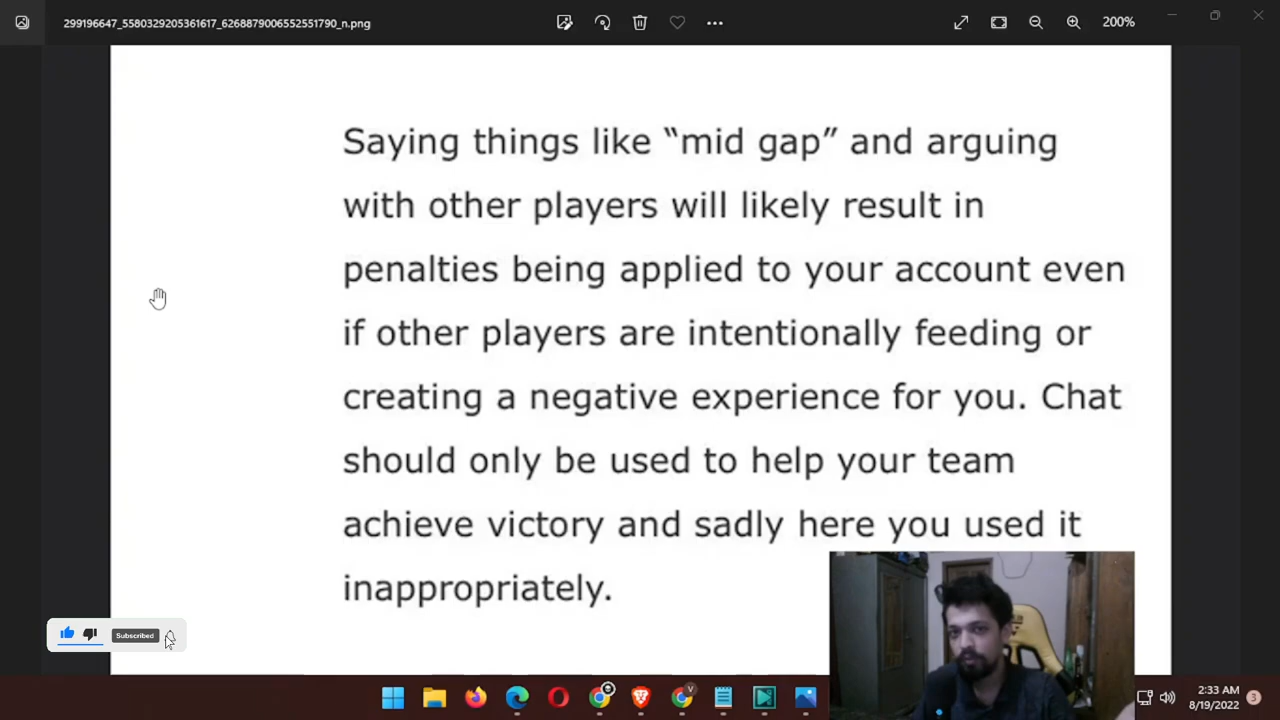 299196647_5580329205361617_6268879006552551790_n.png
200%
Saying things like “mid gap” and arguing
with other players will likely result in
penalties being applied to your account even
if other players are intentionally feeding or
creating a negative experience for you. Chat
should only be used to help your team
achieve victory and sadly here you used it
inappropriately.
Subscribed
V
2:33 AM
8/19/2022
3